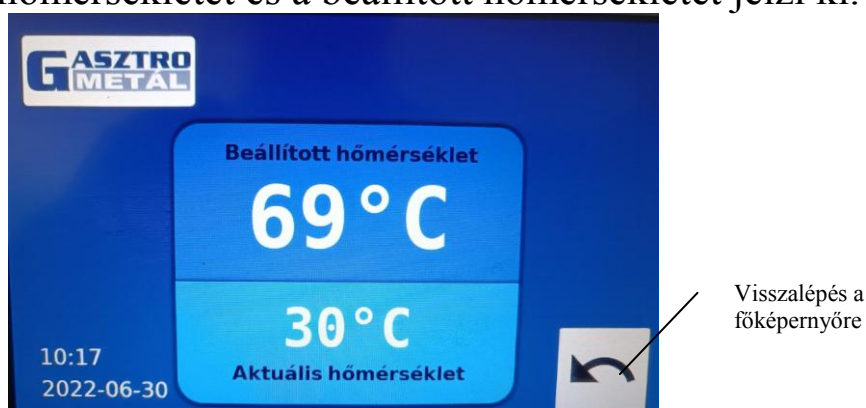 hőmérsékletet és a beállított hőmérsékletet jelzi ki.
GASZTRO
METÁL
Beállított hőmérséklet
69°C
30°C
Aktuális hőmérséklet
10:17
2022-06-30
Visszalépés a
főképernyőre